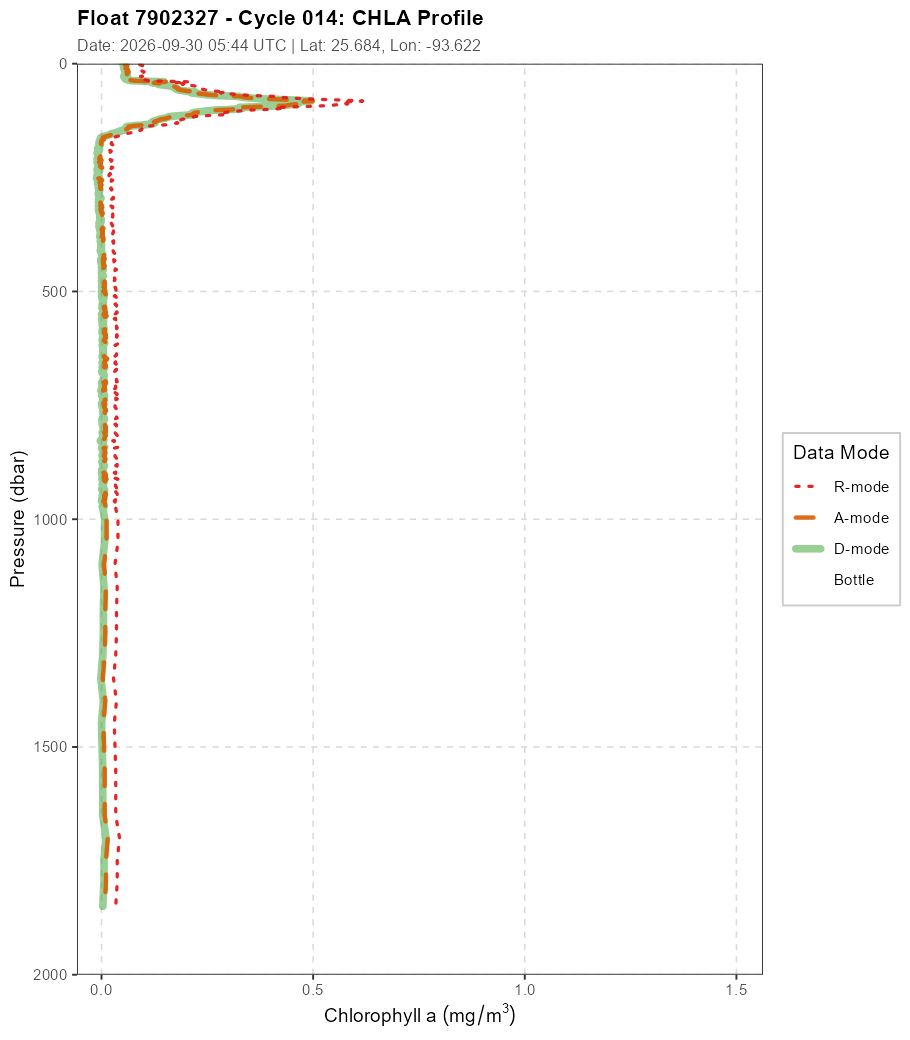 Float 7902327 - Cycle 014: CHLA Profile
Date: 2026-09-30 05:44 UTC | Lat: 25.684, Lon: -93.622
0
500
1000
1500
2000
Pressure (dbar)
0.0 0.5 1.0 1.5
Chlorophyll a (mg/m³)
Data Mode
R-mode
A-mode
D-mode
Bottle